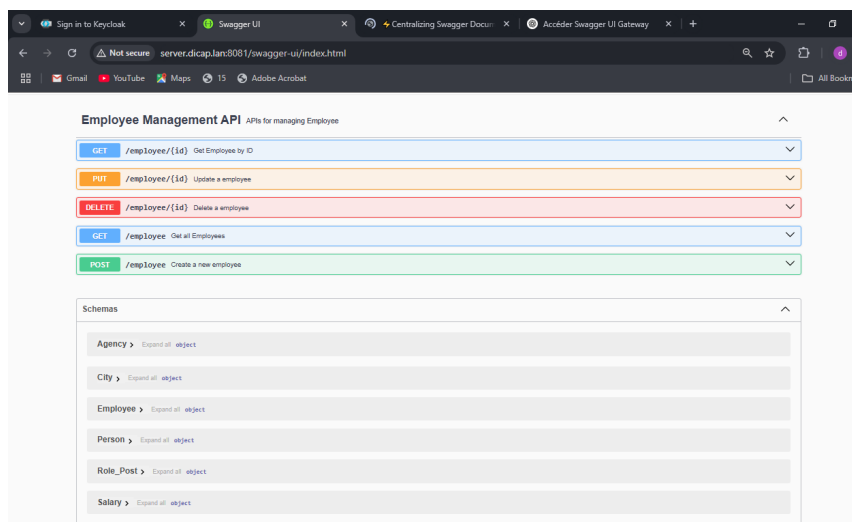 Sign in to Keycloak
Swagger UI
Centralizing Swagger Docum
Accéder Swagger UI Gateway
Not secure server.dicap.lan:8081/swagger-ui/index.html
d
Gmail YouTube Maps 15 Adobe Acrobat All Bookm
Employee Management API APIs for managing Employee
GET /employee/{id} Get Employee by ID
PUT /employee/{id} Update a employee
DELETE /employee/{id} Delete a employee
GET /employee Get all Employees
POST /employee Create a new employee
Schemas
Agency Expand all object
City Expand all object
Employee Expand all object
Person Expand all object
Role_Post Expand all object
Salary Expand all object